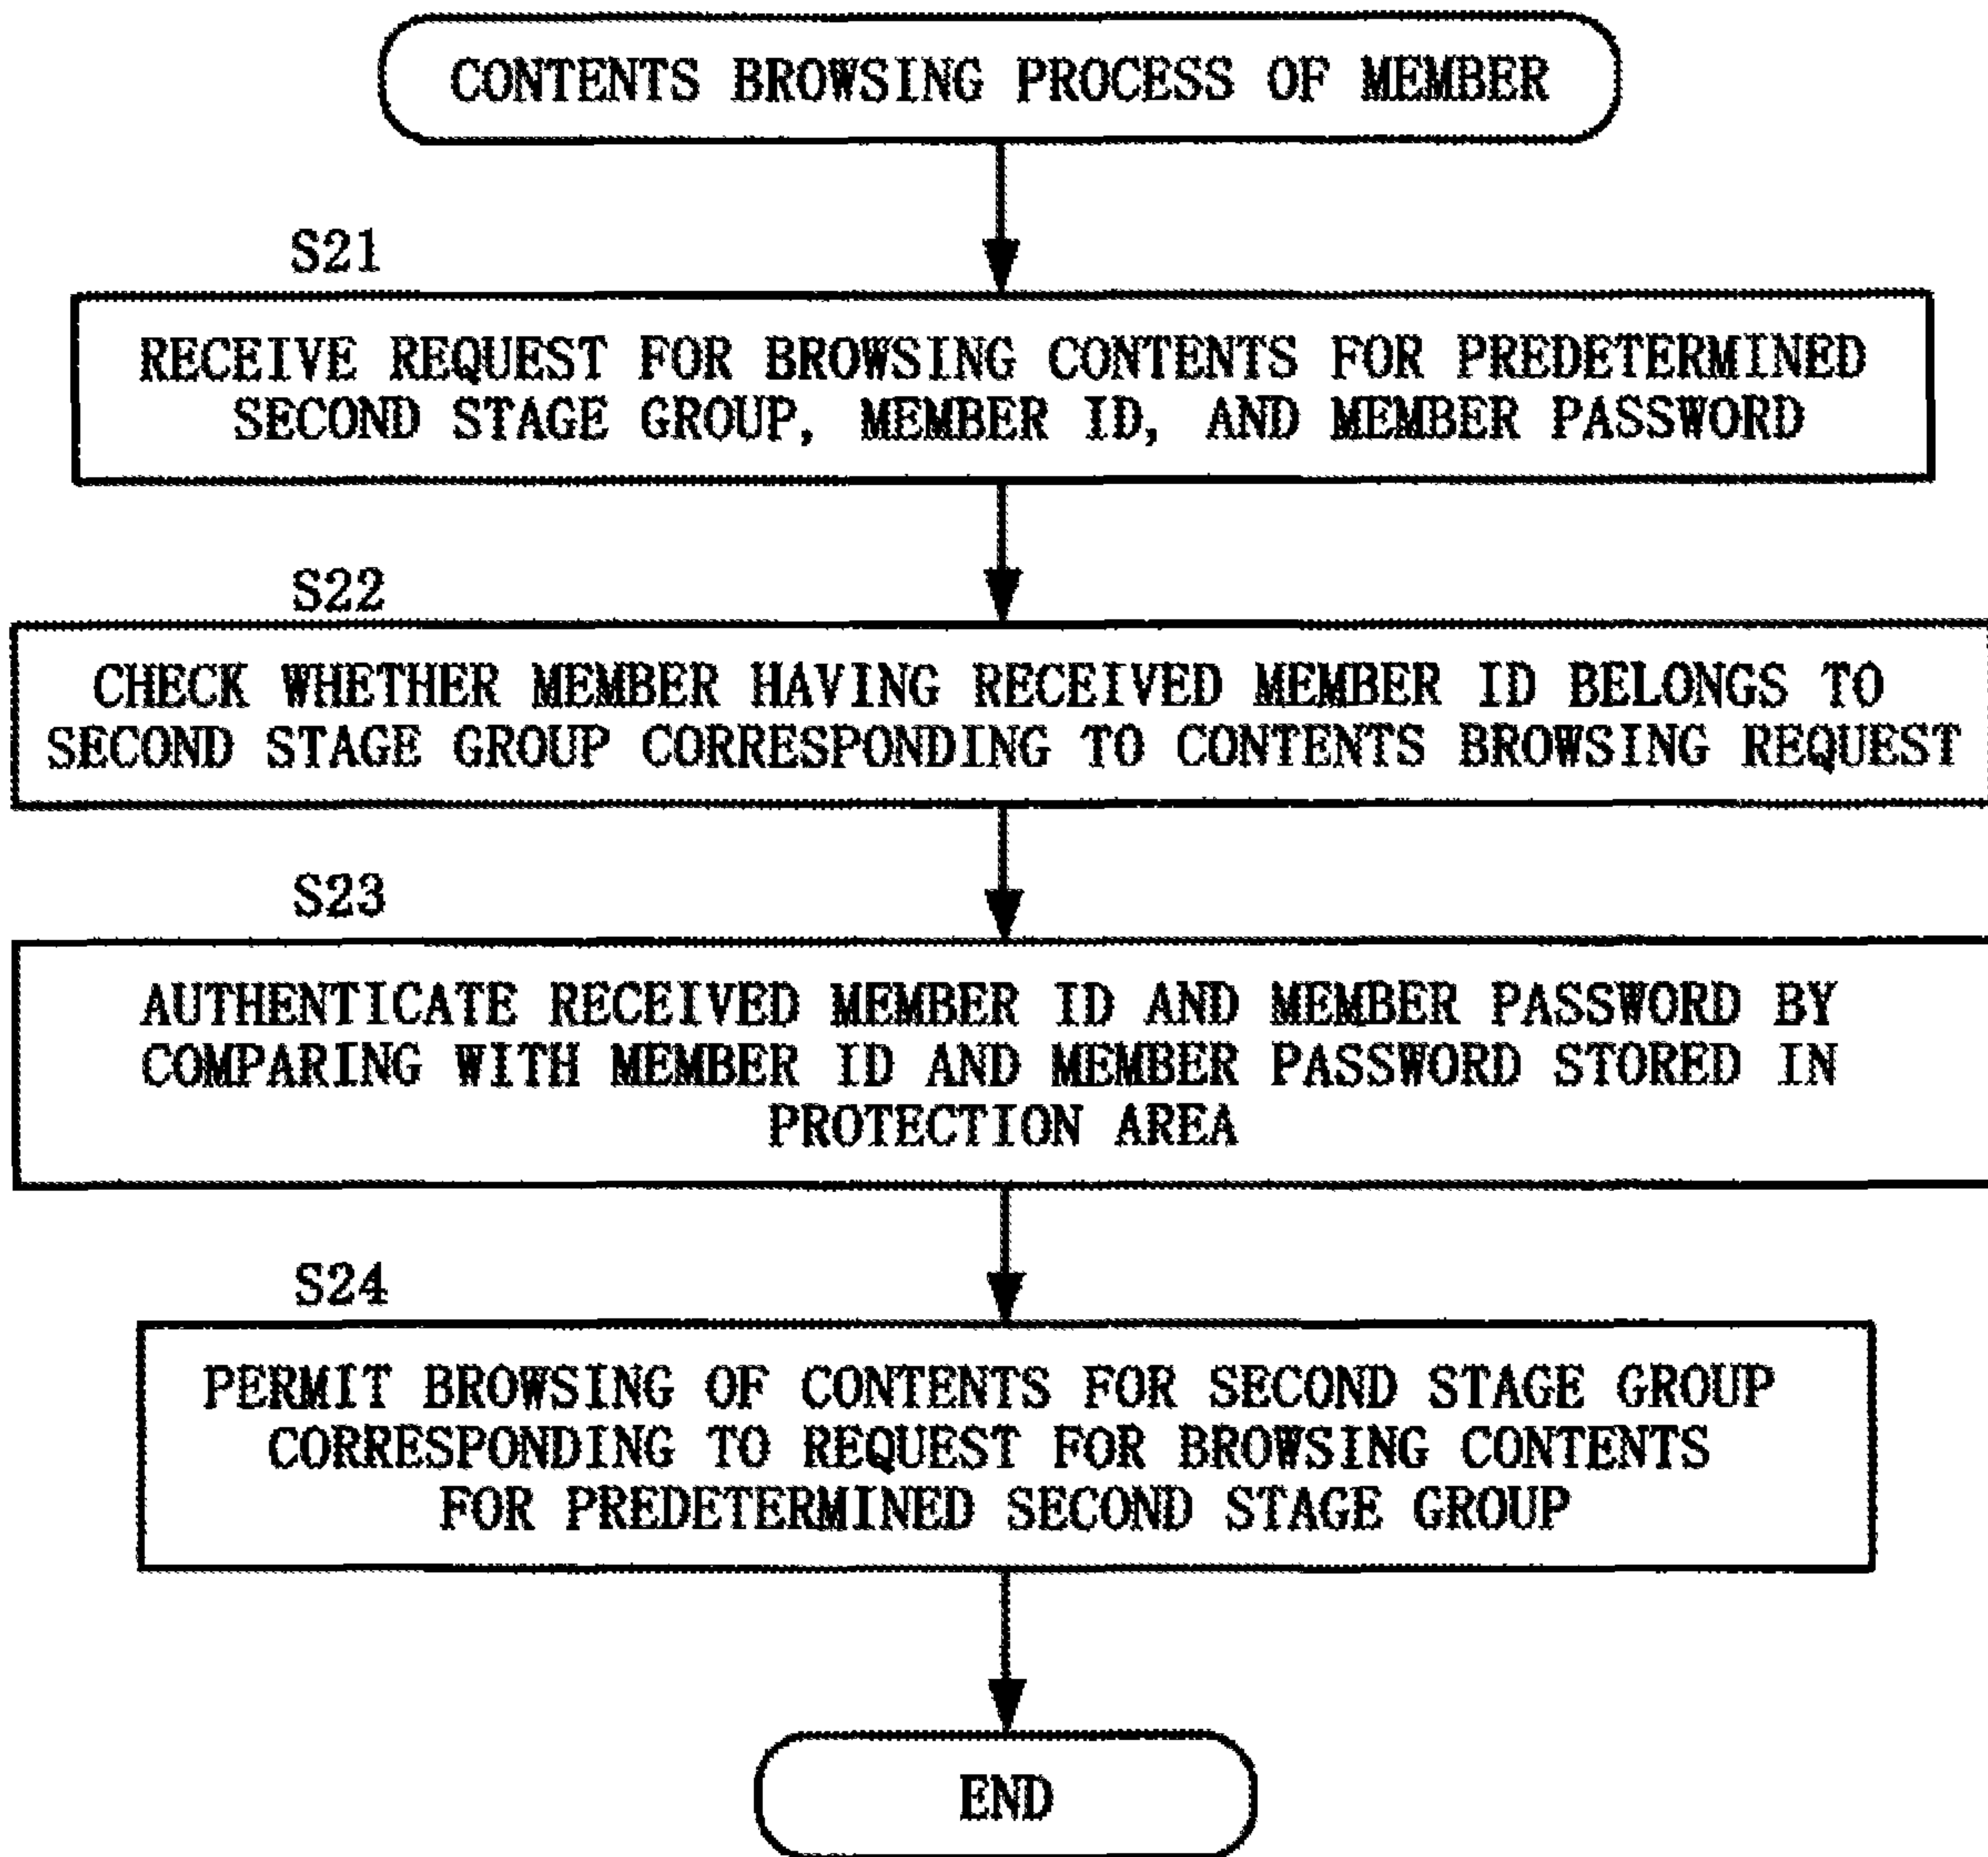 CONTENTS BROWSING PROCESS OF MEMBER
S21
RECEIVE REQUEST FOR BROWSING CONTENTS FOR PREDETERMINED
SECOND STAGE GROUP, MEMBER ID, AND MEMBER PASSWORD
S22
CHECK WHETHER MEMBER HAVING RECEIVED MEMBER ID BELONGS TO
SECOND STAGE GROUP CORRESPONDING TO CONTENTS BROWSING REQUEST
S23
AUTHENTICATE RECEIVED MEMBER ID AND MEMBER PASSWORD BY
COMPARING WITH MEMBER ID AND MEMBER PASSWORD STORED IN
PROTECTION AREA
S24
PERMIT BROWSING OF CONTENTS FOR SECOND STAGE GROUP
CORRESPONDING TO REQUEST FOR BROWSING CONTENTS
FOR PREDETERMINED SECOND STAGE GROUP
END